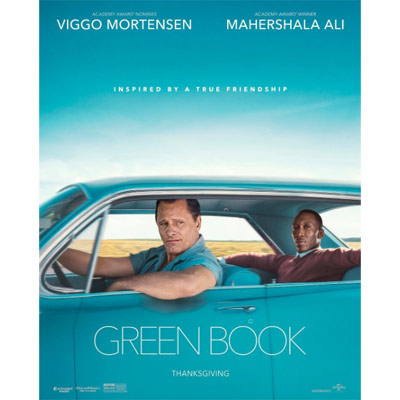 ACADEMY AWARD® NOMINEE
VIGGO MORTENSEN
ACADEMY AWARD® WINNER
MAHERSHALA ALI
INSPIRED BY A TRUE FRIENDSHIP
GREEN BOOK
THANKSGIVING